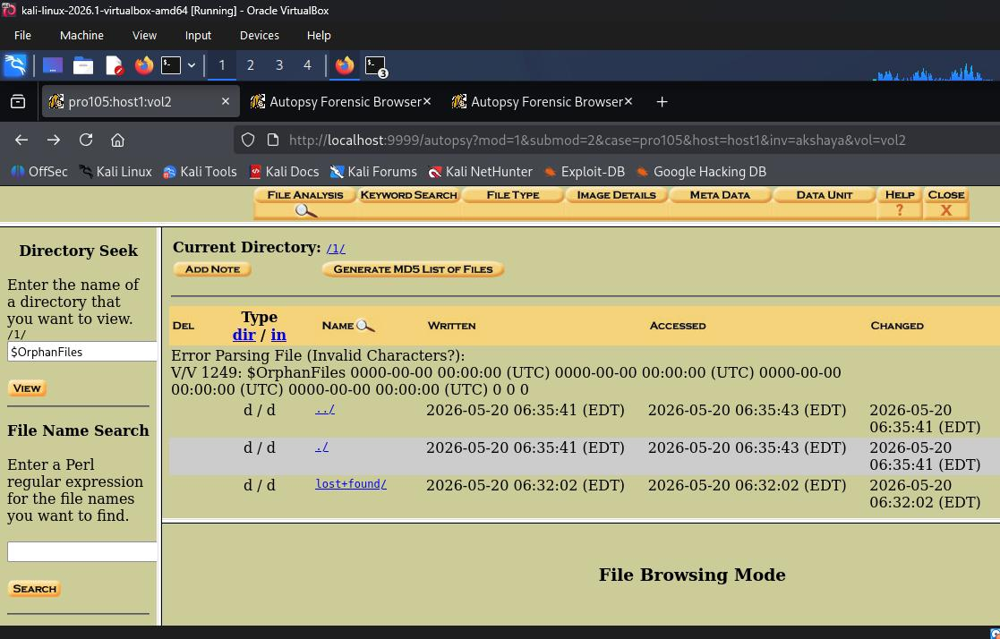 kali-linux-2026.1-virtualbox-amd64 [Running] - Oracle VirtualBox
File Machine View Input Devices Help
1 2 3 4 3
pro105:host1:vol2 × Autopsy Forensic Browser × Autopsy Forensic Browser × +
http://localhost:9999/autopsy?mod=1&submod=2&case=pro105&host=host1&inv=akshaya&vol=vol2
OffSec Kali Linux Kali Tools Kali Docs Kali Forums Kali NetHunter Exploit-DB Google Hacking DB
FILE ANALYSIS KEYWORD SEARCH FILE TYPE IMAGE DETAILS META DATA DATA UNIT HELP CLOSE
? X
Directory Seek
Enter the name of
a directory that
you want to view.
/1/
$OrphanFiles
VIEW
File Name Search
Enter a Perl
regular expression
for the file names
you want to find.
SEARCH
Current Directory: /1/
ADD NOTE GENERATE MD5 LIST OF FILES
DEL Type dir / in NAME WRITTEN ACCESSED CHANGED
Error Parsing File (Invalid Characters?):
V/V 1249: $OrphanFiles 0000-00-00 00:00:00 (UTC) 0000-00-00 00:00:00 (UTC) 0000-00-00
00:00:00 (UTC) 0000-00-00 00:00:00 (UTC) 0 0 0
d / d ../ 2026-05-20 06:35:41 (EDT) 2026-05-20 06:35:43 (EDT) 2026-05-20
06:35:41 (EDT)
d / d ./ 2026-05-20 06:35:41 (EDT) 2026-05-20 06:35:43 (EDT) 2026-05-20
06:35:41 (EDT)
d / d lost+found/ 2026-05-20 06:32:02 (EDT) 2026-05-20 06:32:02 (EDT) 2026-05-20
06:32:02 (EDT)
File Browsing Mode